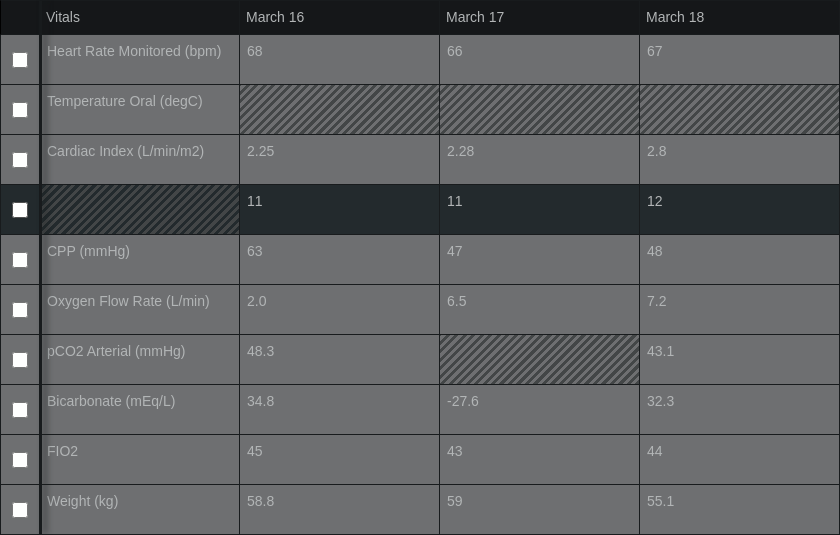 Vitals March 16 March 17 March 18
Heart Rate Monitored (bpm) 68 66 67
Temperature Oral (degC)
Cardiac Index (L/min/m2) 2.25 2.28 2.8
11 11 12
CPP (mmHg) 63 47 48
Oxygen Flow Rate (L/min) 2.0 6.5 7.2
pCO2 Arterial (mmHg) 48.3 43.1
Bicarbonate (mEq/L) 34.8 -27.6 32.3
FIO2 45 43 44
Weight (kg) 58.8 59 55.1